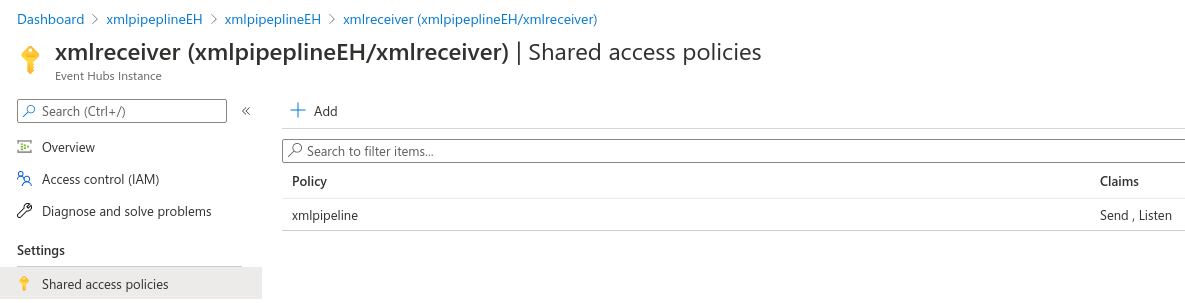 Dashboard > xmlpipeplineEH > xmlpipeplineEH > xmlreceiver (xmlpipeplineEH/xmlreceiver)
xmlreceiver (xmlpipeplineEH/xmlreceiver) | Shared access policies
Event Hubs Instance
Search (Ctrl+/) «
+ Add
Overview
Search to filter items...
Access control (IAM)
Policy Claims
Diagnose and solve problems
xmlpipeline Send , Listen
Settings
Shared access policies